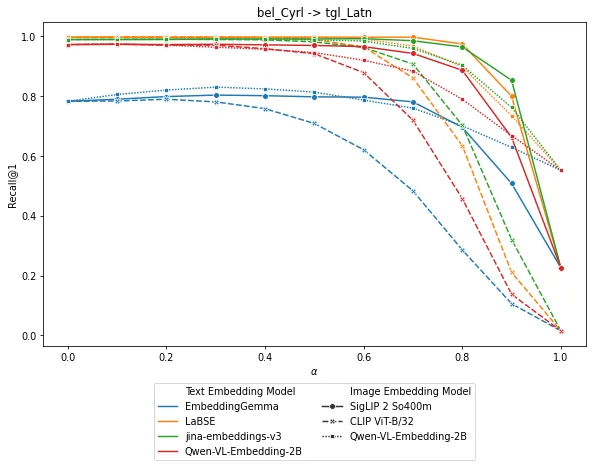 bel_Cyrl -> tgl_Latn
Recall@1
1.0
0.8
0.6
0.4
0.2
0.0
0.0 0.2 0.4 0.6 0.8 1.0
α
Text Embedding Model
EmbeddingGemma
LaBSE
jina-embeddings-v3
Qwen-VL-Embedding-2B
Image Embedding Model
SigLIP 2 So400m
CLIP ViT-B/32
Qwen-VL-Embedding-2B